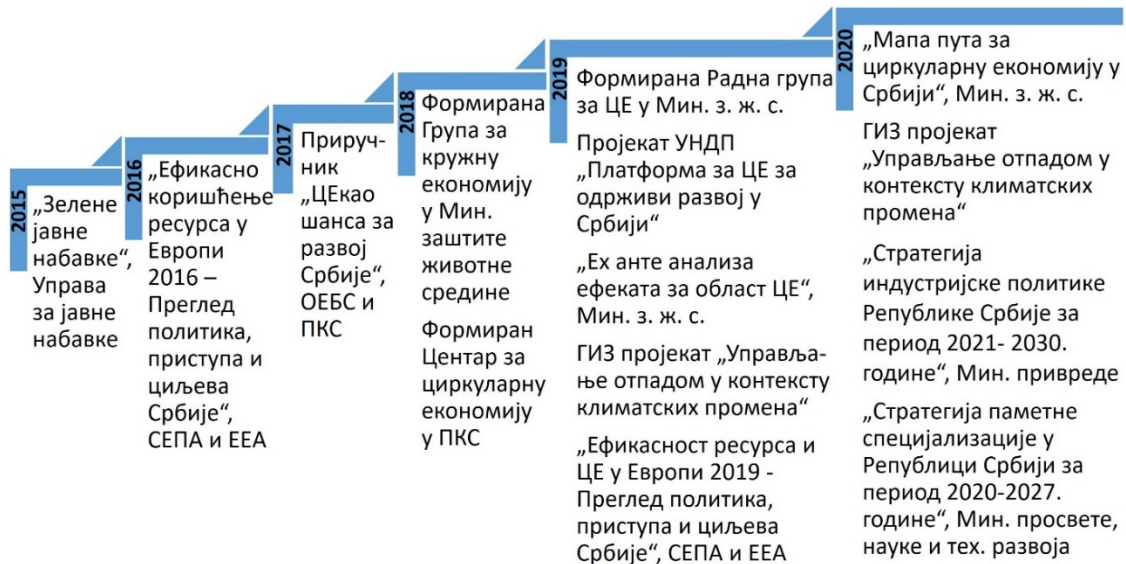 2015
„Зелене
јавне
набавке“,
Управа
за јавне
набавке
2016
„Ефикасно
коришћење
ресурса у
Европи
2016 –
Преглед
политика,
приступа и
циљева
Србије“,
СЕПА и ЕЕА
2017
Прируч-
ник
„ЦЕкао
шанса за
развој
Србије“,
ОЕБС и
ПКС
2018
Формирана
Група за
кружну
економију
у Мин.
заштите
животне
средине
Формиран
Центар за
циркуларну
економију
у ПКС
2019
Формирана Радна група
за ЦЕ у Мин. з. ж. с.
Пројекат УНДП
„Платформа за ЦЕ за
одрживи развој у
Србији“
„Ex анте анализа
ефеката за област ЦЕ“,
Мин. з. ж. с.
ГИЗ пројекат „Управља-
ње отпадом у контексту
климатских промена“
„Ефикасност ресурса и
ЦЕ у Европи 2019 -
Преглед политика,
приступа и циљева
Србије“, СЕПА и ЕЕА
2020
„Мапа пута за
циркуларну економију у
Србији“, Мин. з. ж. с.
ГИЗ пројекат
„Управљање отпадом у
контексту климатских
промена“
„Стратегија
индустријске политике
Републике Србије за
период 2021- 2030.
године“, Мин. привреде
„Стратегија паметне
специјализације у
Републици Србији за
период 2020-2027.
године“, Мин. просвете,
науке и тех. развоја